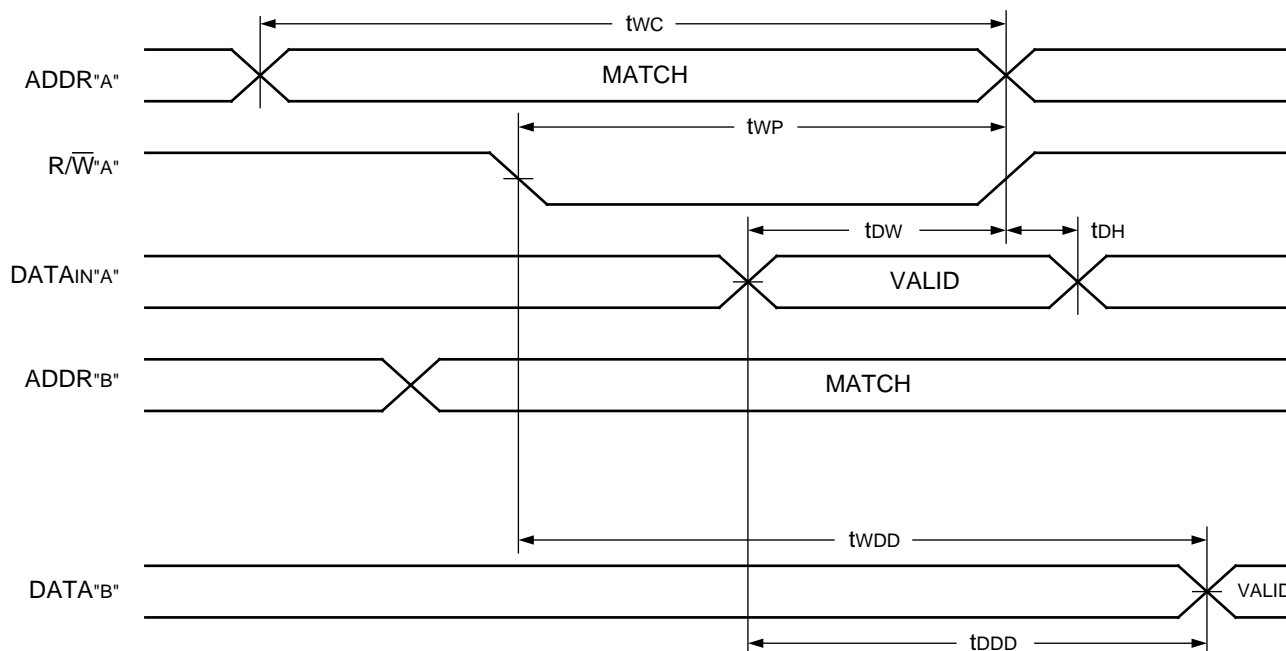 tWC
ADDR"A"
MATCH
tWP
R/W̅"A"
tDW
tDH
DATAIN"A"
VALID
ADDR"B"
MATCH
tWDD
DATA"B"
VALID
tDDD